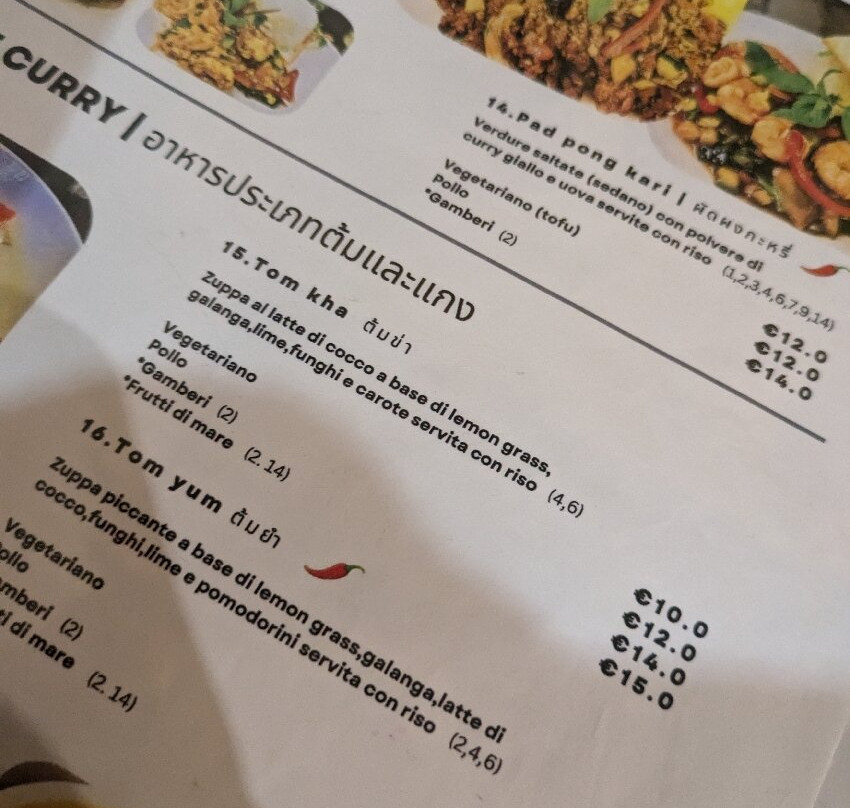 14.Pad pong kari | ผัดผงกะหรี่
Verdure saltate (sedano) con polvere di
curry giallo e uova servite con riso (1,2,3,4,6,7,9,14)
Vegetariano (tofu) €12.0
Pollo €12.0
*Gamberi (2) €14.0
CURRY | อาหารประเภทต้มและแกง
15.Tom kha ต้มข่า
Zuppa al latte di cocco a base di lemon grass,
galanga,lime,funghi e carote servita con riso (4,6)
Vegetariano €10.0
Pollo €12.0
*Gamberi (2) €14.0
*Frutti di mare (2. 14) €15.0
16.Tom yum ต้มยำ
Zuppa piccante a base di lemon grass,galanga,latte di
cocco,funghi,lime e pomodorini servita con riso (2,4,6)
Vegetariano
(2)
di mare (2. 14)